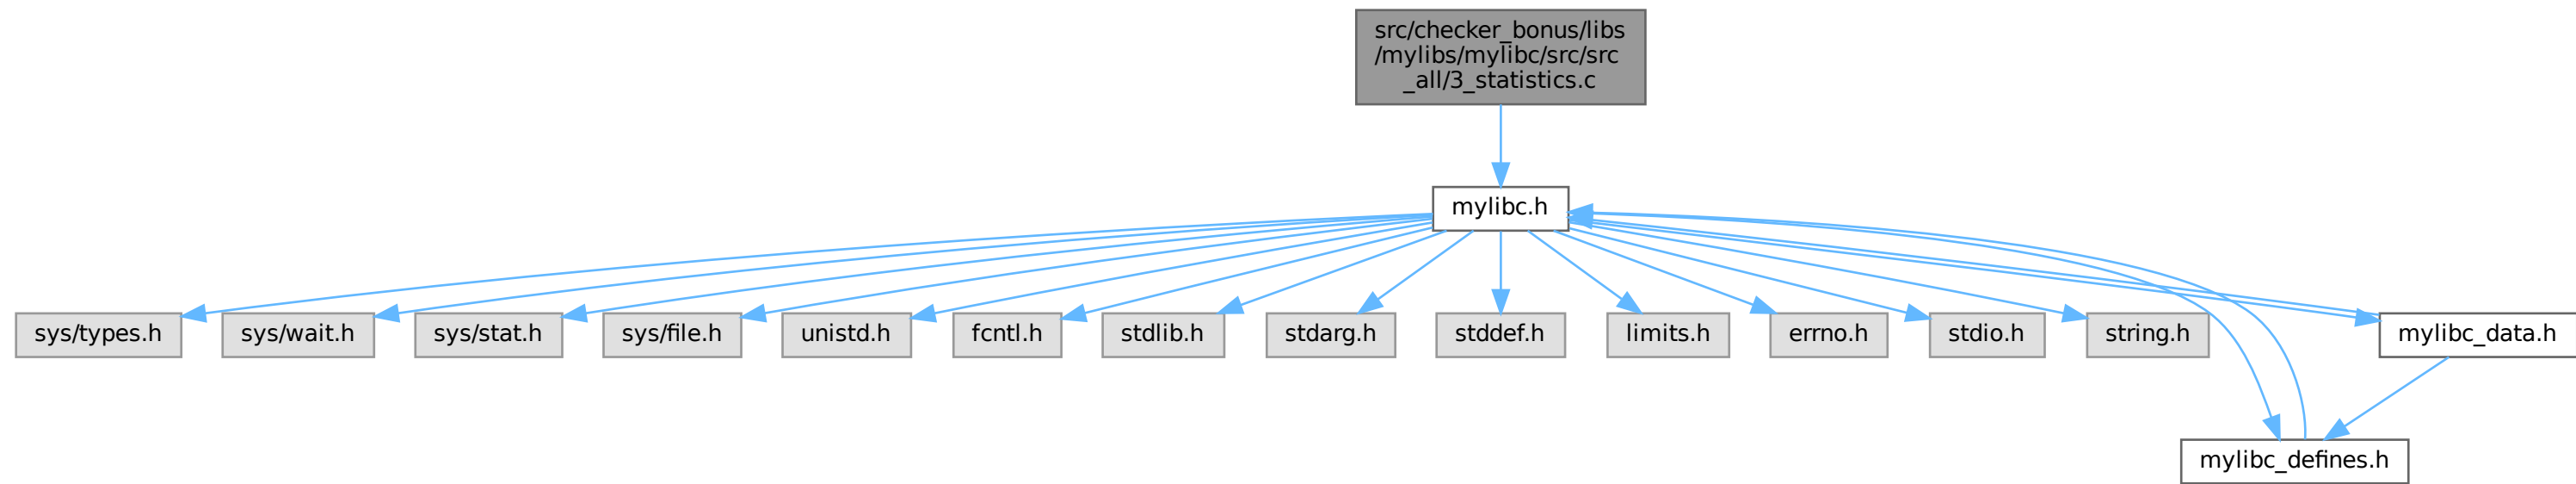 src/checker_bonus/libs
/mylibs/mylibc/src/src
_all/3_statistics.c
mylibc.h
sys/types.h
sys/wait.h
sys/stat.h
sys/file.h
unistd.h
fcntl.h
stdlib.h
stdarg.h
stddef.h
limits.h
errno.h
stdio.h
string.h
mylibc_data.h
mylibc_defines.h